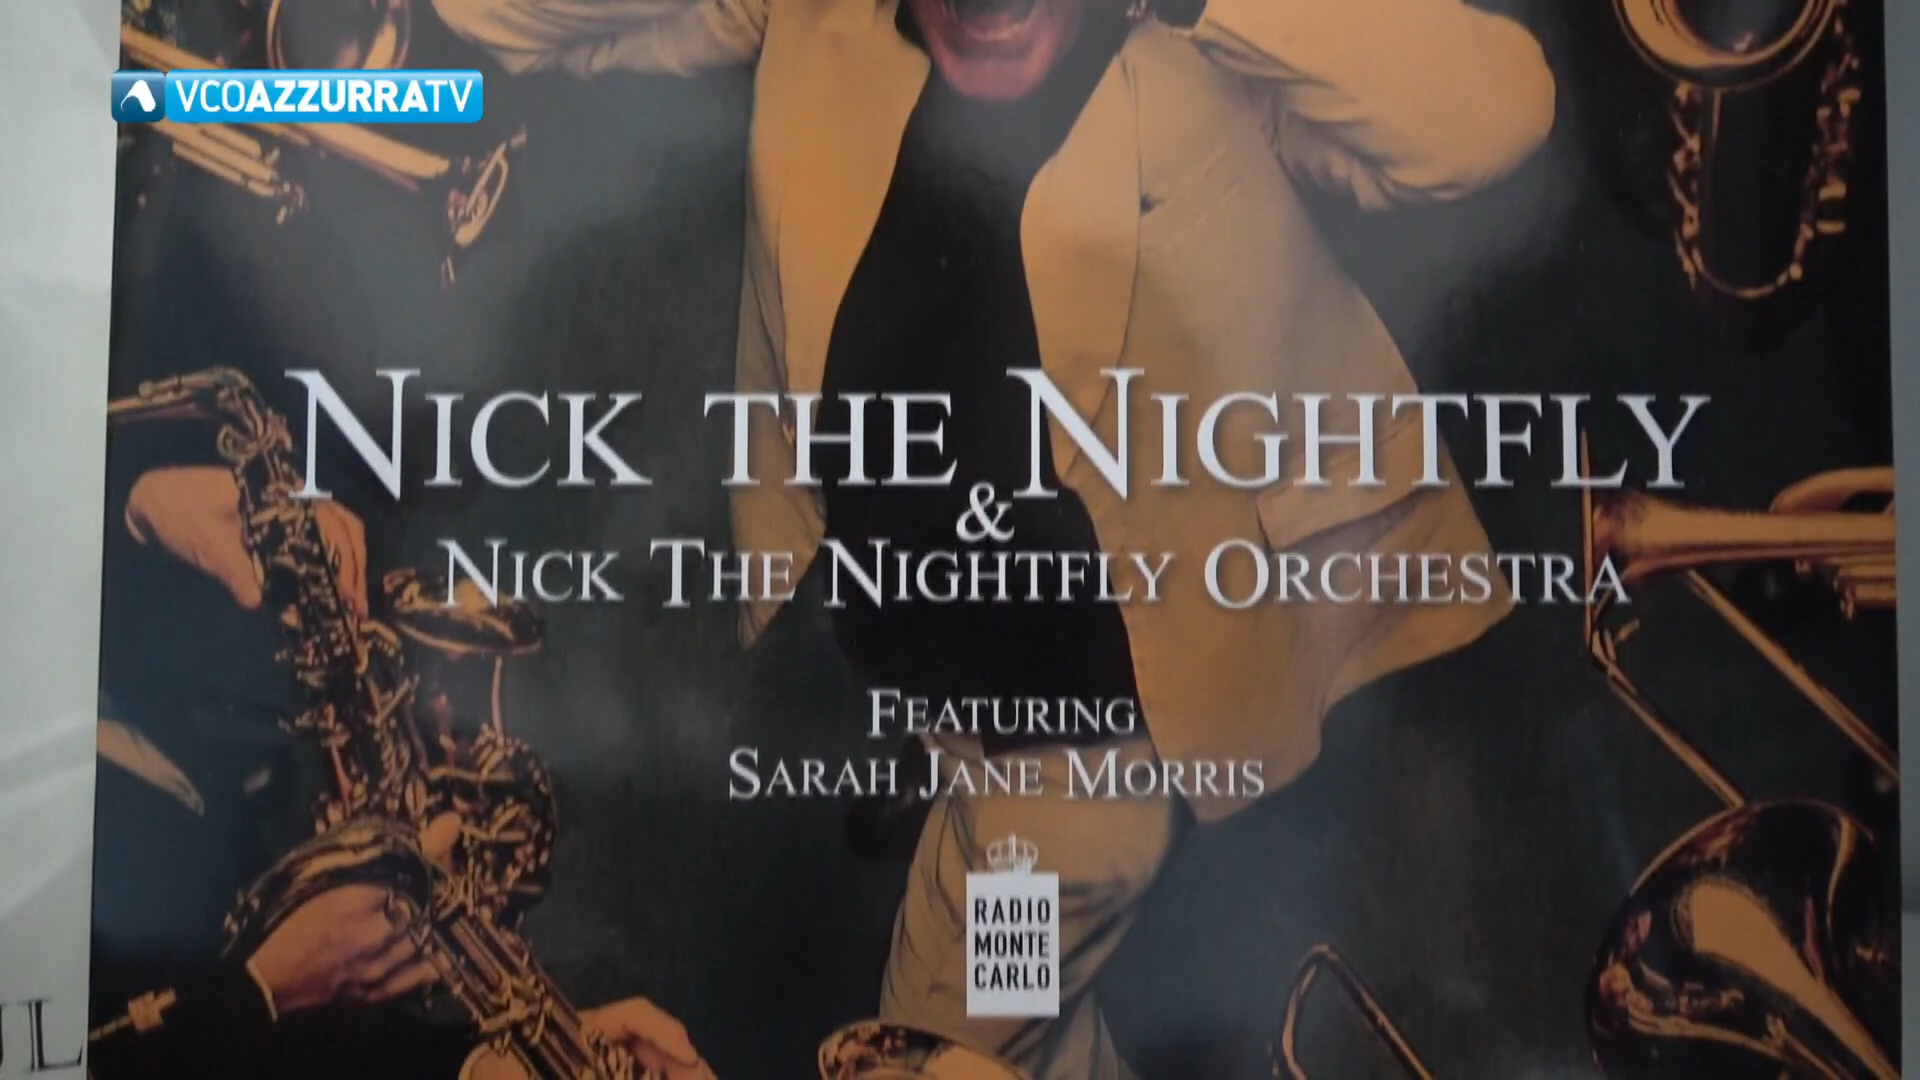 VCOAZZURRATV
NICK THE NIGHTFLY
&
NICK THE NIGHTFLY ORCHESTRA
FEATURING
SARAH JANE MORRIS
RADIO
MONTE
CARLO